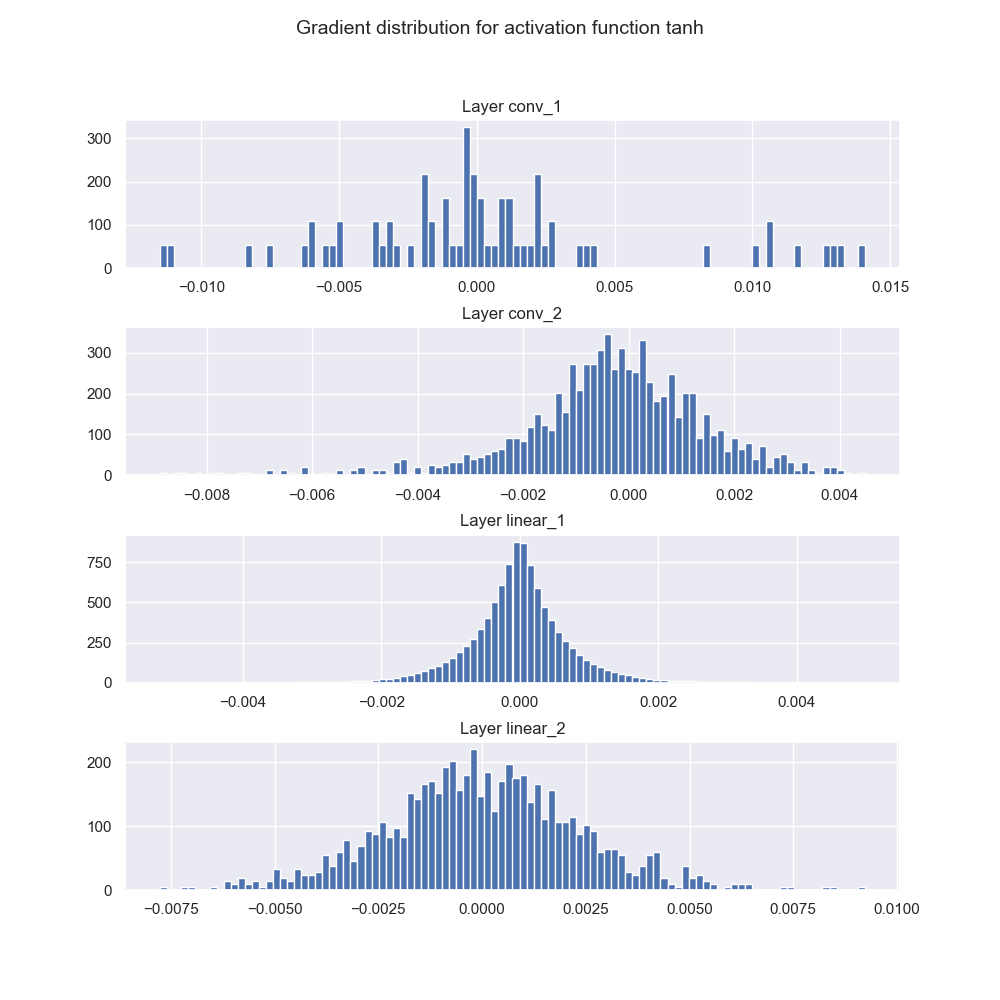 Gradient distribution for activation function tanh
Layer conv_1
300
200
100
0
−0.010 −0.005 0.000 0.005 0.010 0.015
Layer conv_2
300
200
100
0
−0.008 −0.006 −0.004 −0.002 0.000 0.002 0.004
Layer linear_1
750
500
250
0
−0.004 −0.002 0.000 0.002 0.004
Layer linear_2
200
100
0
−0.0075 −0.0050 −0.0025 0.0000 0.0025 0.0050 0.0075 0.0100